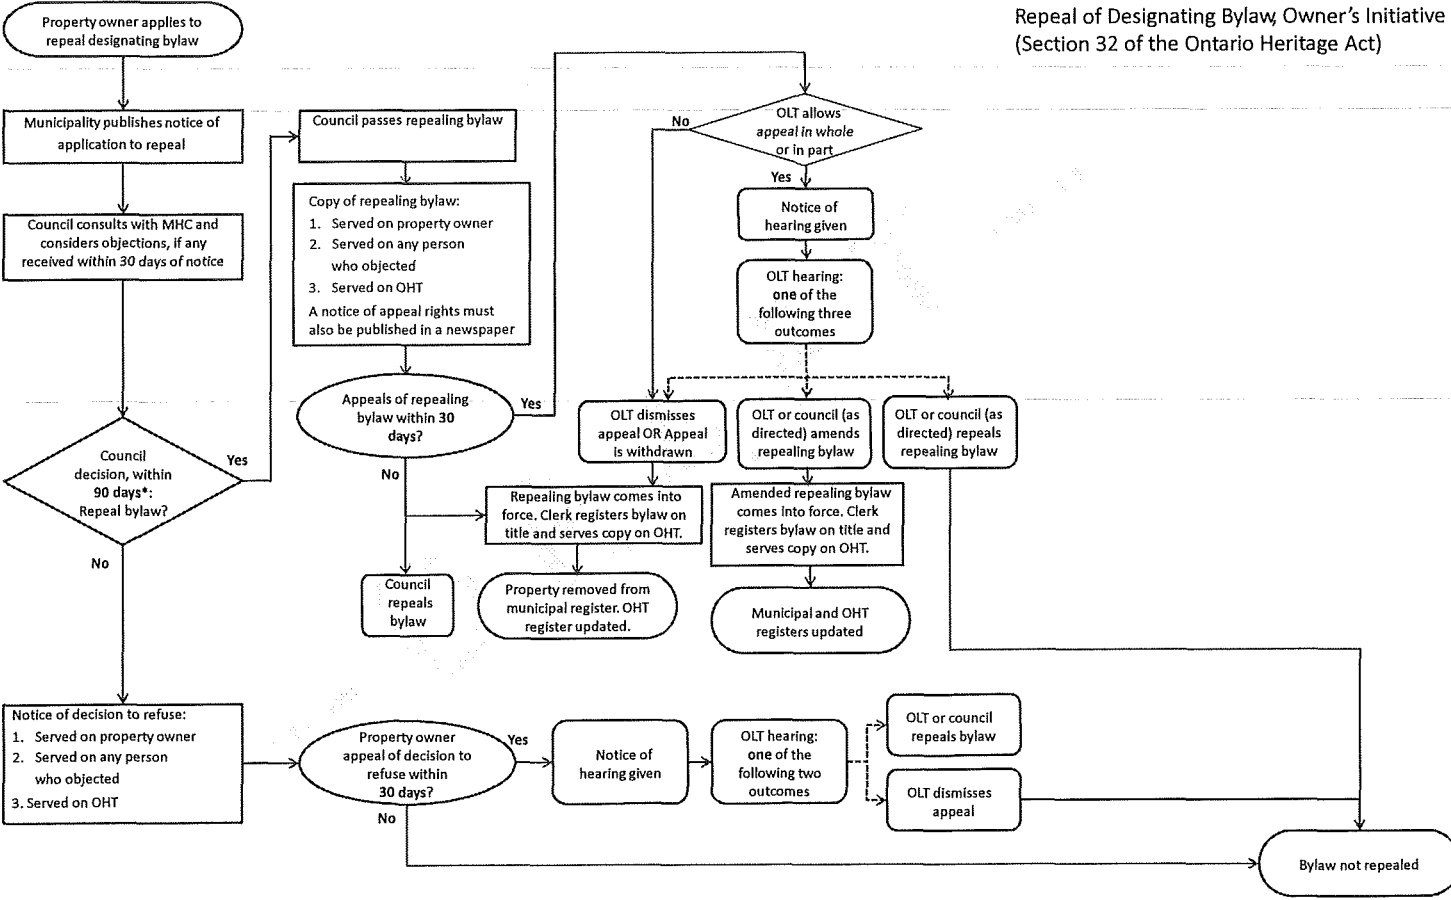 Repeal of Designating Bylaw, Owner's Initiative
(Section 32 of the Ontario Heritage Act)
Property owner applies to
repeal designating bylaw
Municipality publishes notice of
application to repeal
Council consults with MHC and
considers objections, if any
received within 30 days of notice
Council
decision, within
90 days*:
Repeal bylaw?
Yes
No
Council passes repealing bylaw
Copy of repealing bylaw:
1. Served on property owner
2. Served on any person
who objected
3. Served on OHT
A notice of appeal rights must
also be published in a newspaper
Appeals of repealing
bylaw within 30
days?
Yes
No
Council
repeals
bylaw
OLT allows
appeal in whole
or in part
No
Yes
Notice of
hearing given
OLT hearing:
one of the
following three
outcomes
OLT dismisses
appeal OR Appeal
is withdrawn
OLT or council (as
directed) amends
repealing bylaw
OLT or council (as
directed) repeals
repealing bylaw
Repealing bylaw comes into
force. Clerk registers bylaw on
title and serves copy on OHT.
Amended repealing bylaw
comes into force. Clerk
registers bylaw on title and
serves copy on OHT.
Property removed from
municipal register. OHT
register updated.
Municipal and OHT
registers updated
Notice of decision to refuse:
1. Served on property owner
2. Served on any person
who objected
3. Served on OHT
Property owner
appeal of decision to
refuse within
30 days?
Yes
No
Notice of
hearing given
OLT hearing:
one of the
following two
outcomes
OLT or council
repeals bylaw
OLT dismisses
appeal
Bylaw not repealed